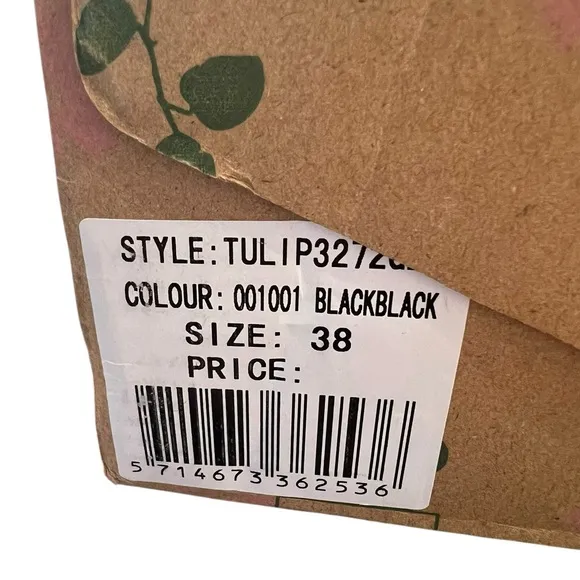 STYLE: TULIP3272
COLOUR: 001001 BLACKBLACK
SIZE: 38
PRICE:
5 714673 362536